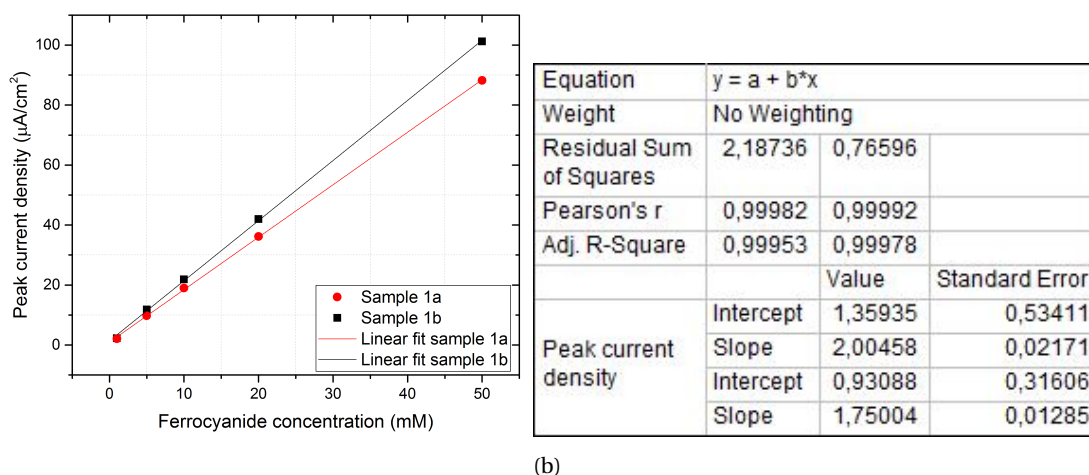 100
80
60
40
20
0
Peak current density (µA/cm²)
Sample 1a
Sample 1b
Linear fit sample 1a
Linear fit sample 1b
0 10 20 30 40 50
Ferrocyanide concentration (mM)
Equation y = a + b*x
Weight No Weighting
Residual Sum 2,18736 0,76596
of Squares
Pearson's r 0,99982 0,99992
Adj. R-Square 0,99953 0,99978
Value Standard Error
Intercept 1,35935 0,53411
Peak current
density
Slope 2,00458 0,02171
Intercept 0,93088 0,31606
Slope 1,75004 0,01285
(b)